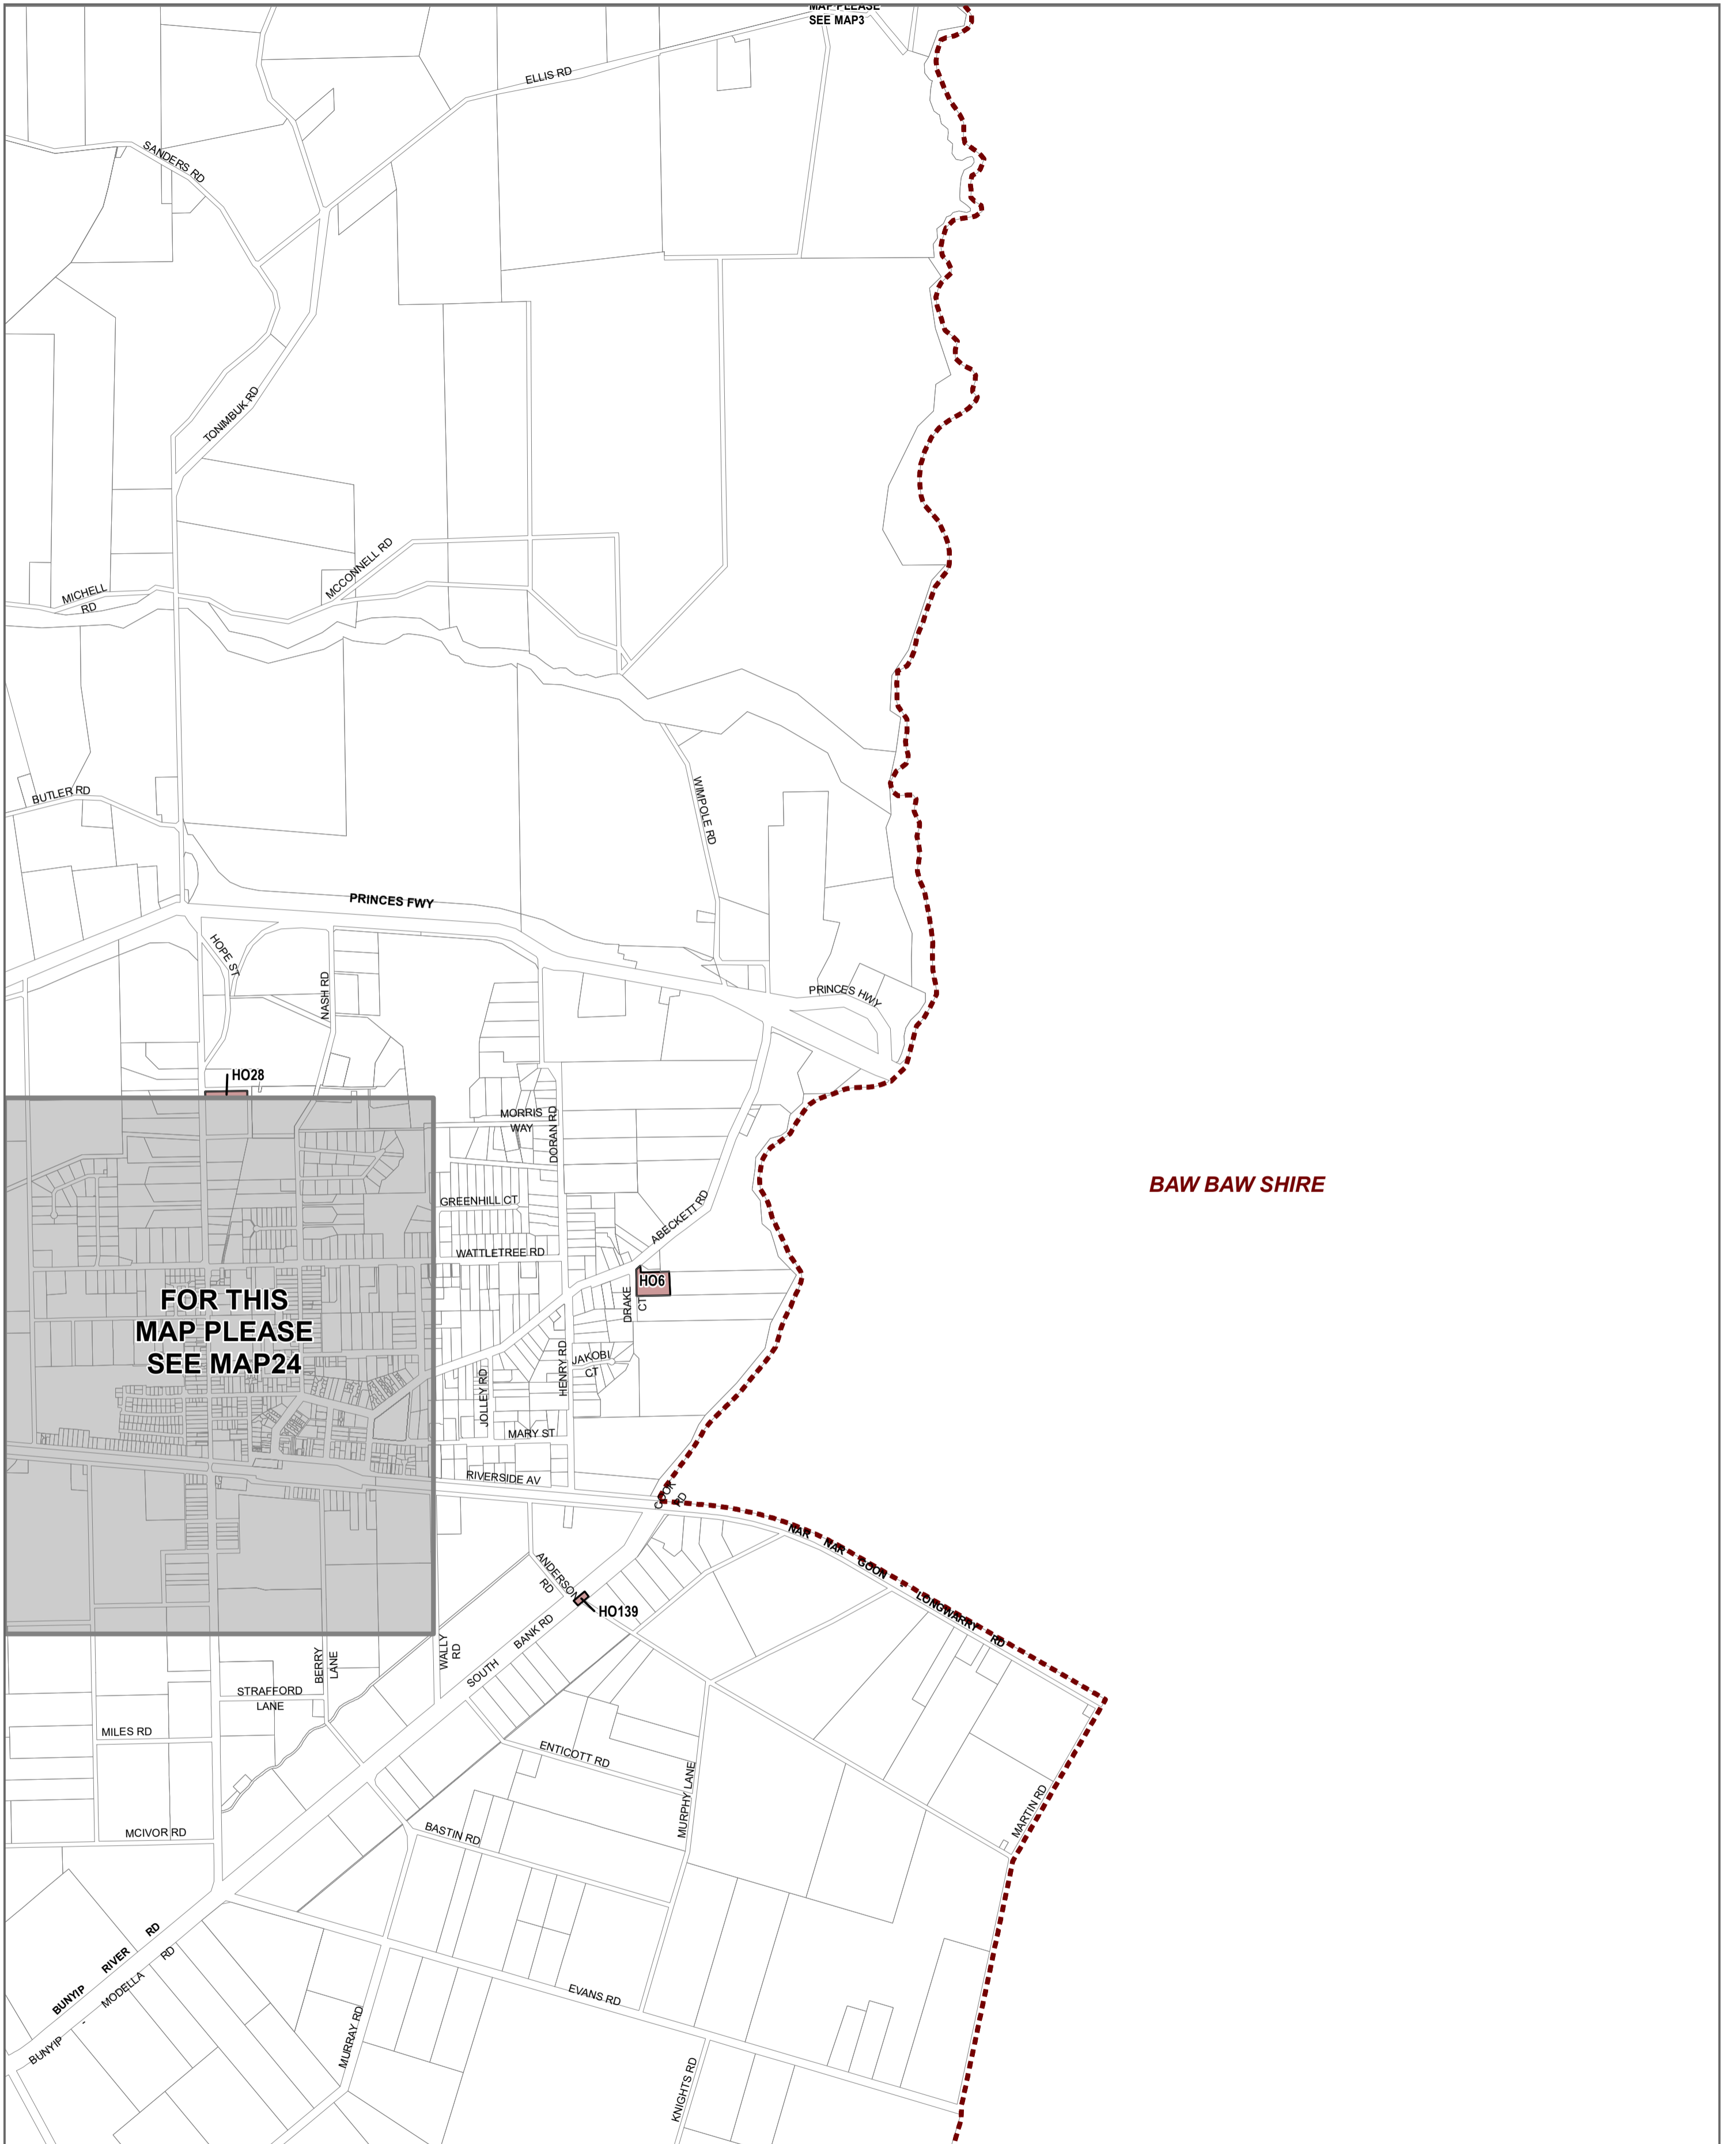 MAP PLEASE
SEE MAP3
ELLIS RD
SANDERS RD
TONIMBUK RD
MCCONNELL RD
MICHELL
RD
BUTLER RD
WIMPOLE RD
PRINCES FWY
HOPE ST
NASH RD
PRINCES HWY
HO28
MORRIS
WAY
DORAN RD
BAW BAW SHIRE
GREENHILL CT
ABECKETT RD
WATTLETREE RD
HO6
DRAKE
CT
FOR THIS
MAP PLEASE
SEE MAP24
JAKOBI
CT
HENRY RD
JOLLEY RD
MARY ST
RIVERSIDE AV
COOK
RD
NAR NAR GOON - LONGWARRY RD
ANDERSON
RD
HO139
SOUTH BANK RD
WALLY
RD
BERRY
LANE
STRAFFORD
LANE
MILES RD
ENTICOTT RD
MURPHY LANE
MARTIN RD
MCIVOR RD
BASTIN RD
BUNYIP RIVER RD
BUNYIP - MODELLA RD
EVANS RD
MURRAY RD
KNIGHTS RD